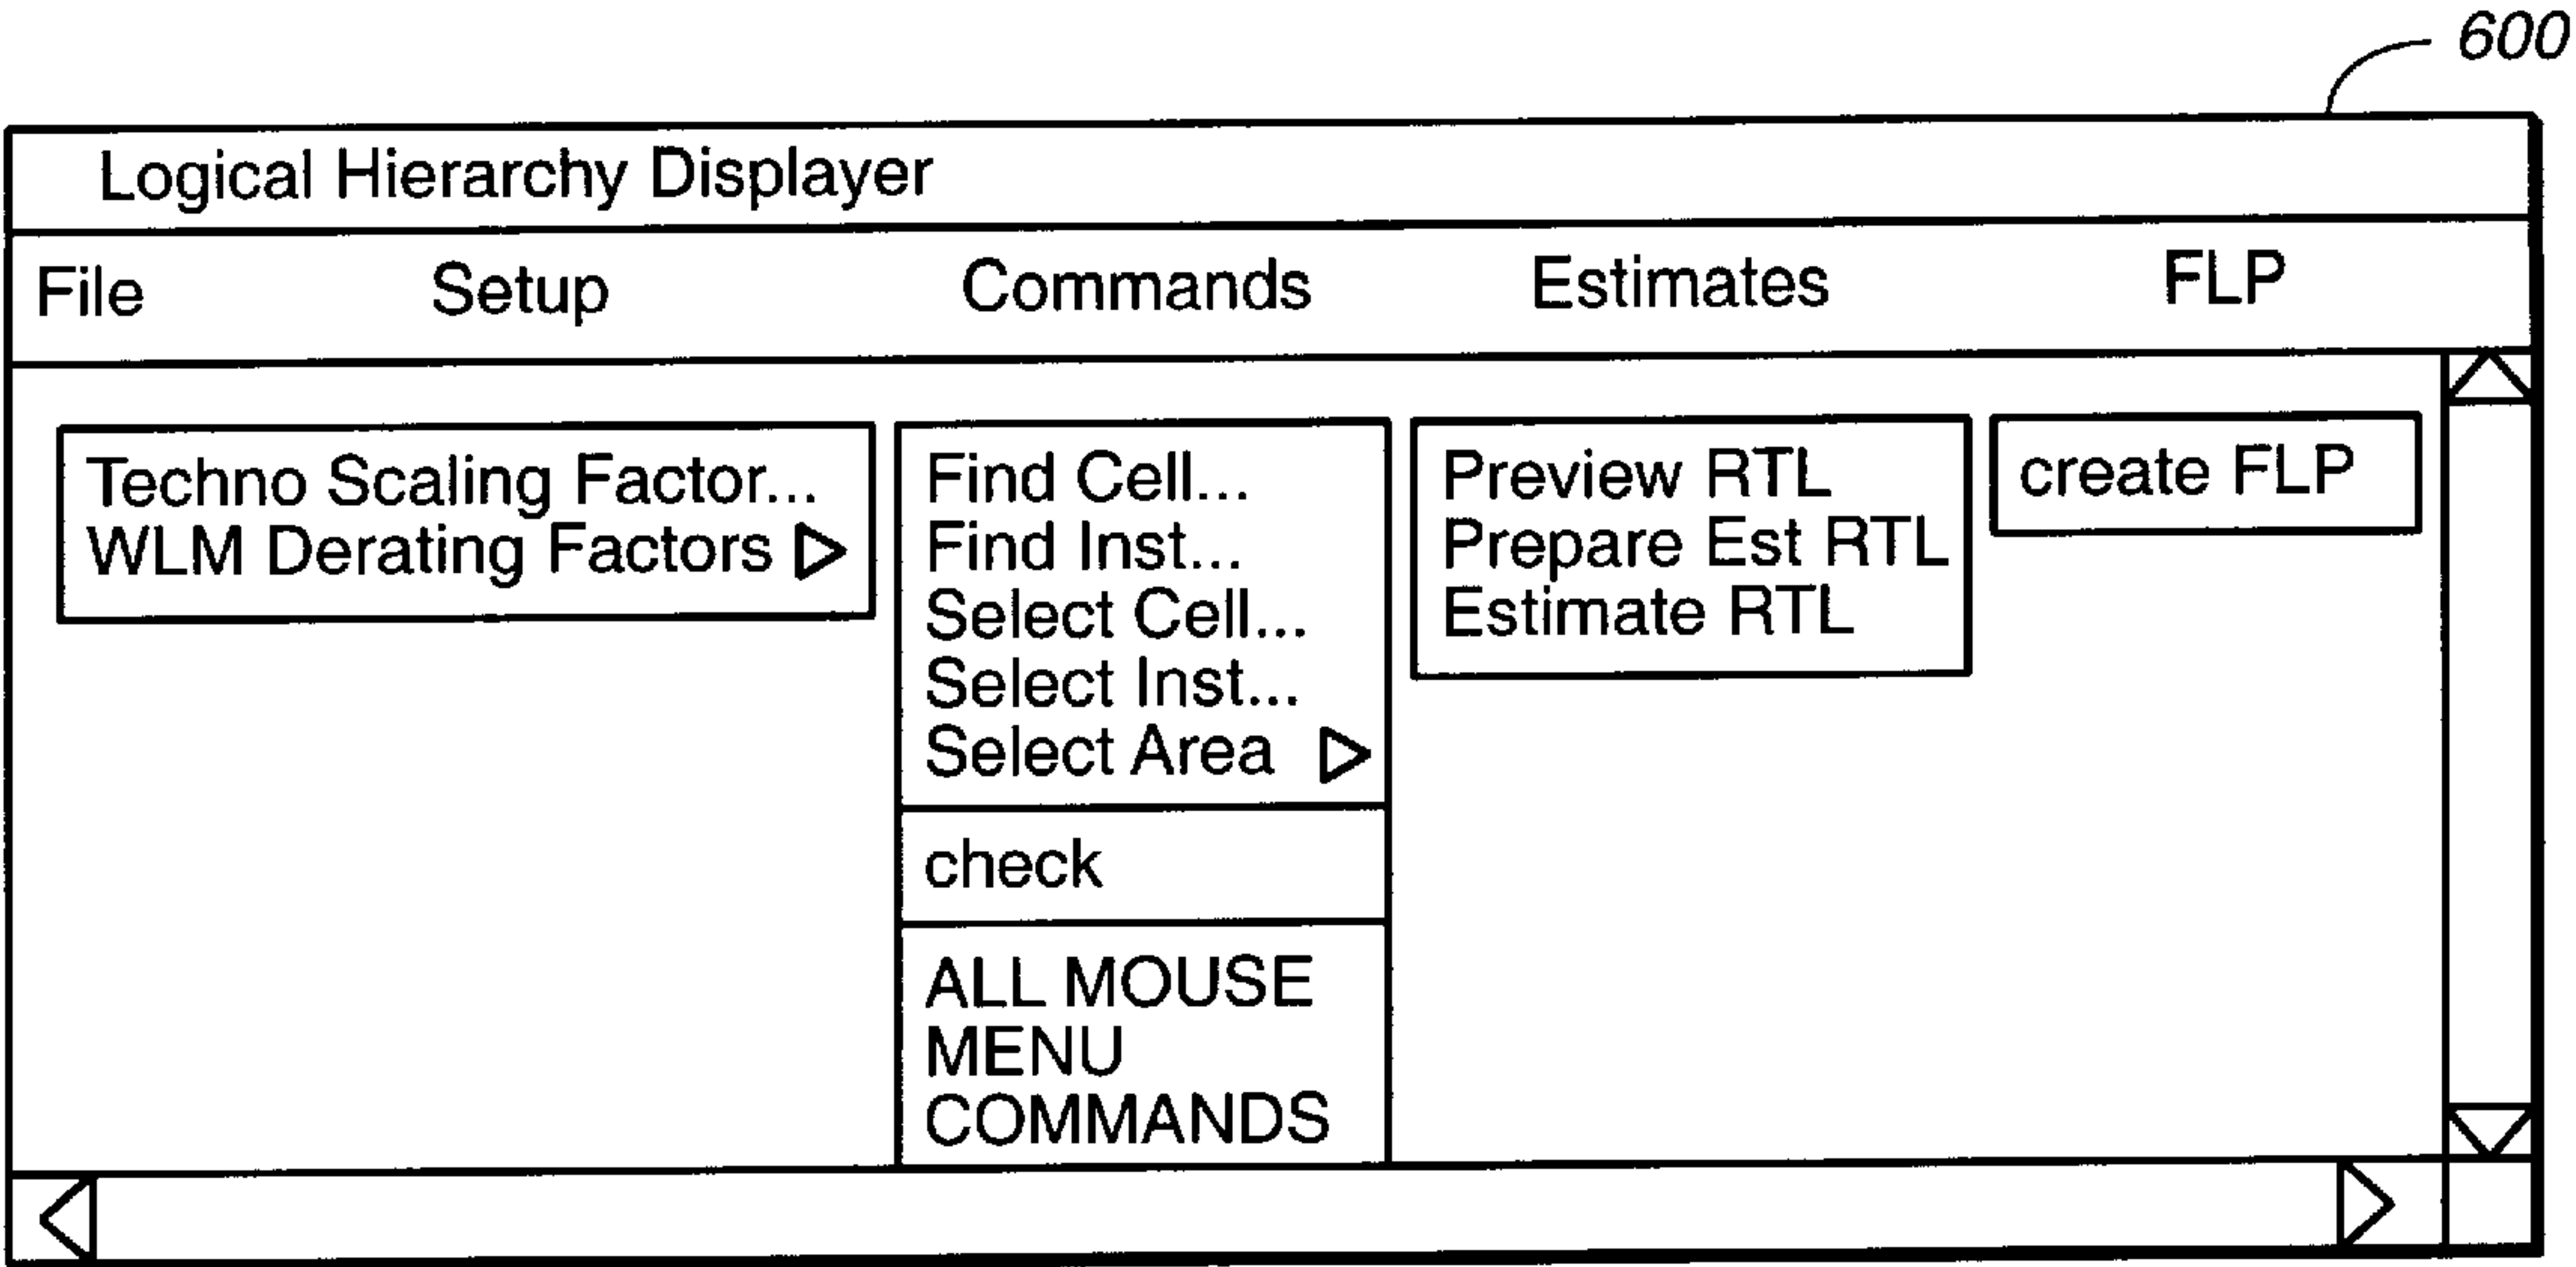 600
Logical Hierarchy Displayer
File Setup Commands Estimates FLP
Techno Scaling Factor...
WLM Derating Factors
Find Cell...
Find Inst...
Select Cell...
Select Inst...
Select Area
check
ALL MOUSE
MENU
COMMANDS
Preview RTL
Prepare Est RTL
Estimate RTL
create FLP